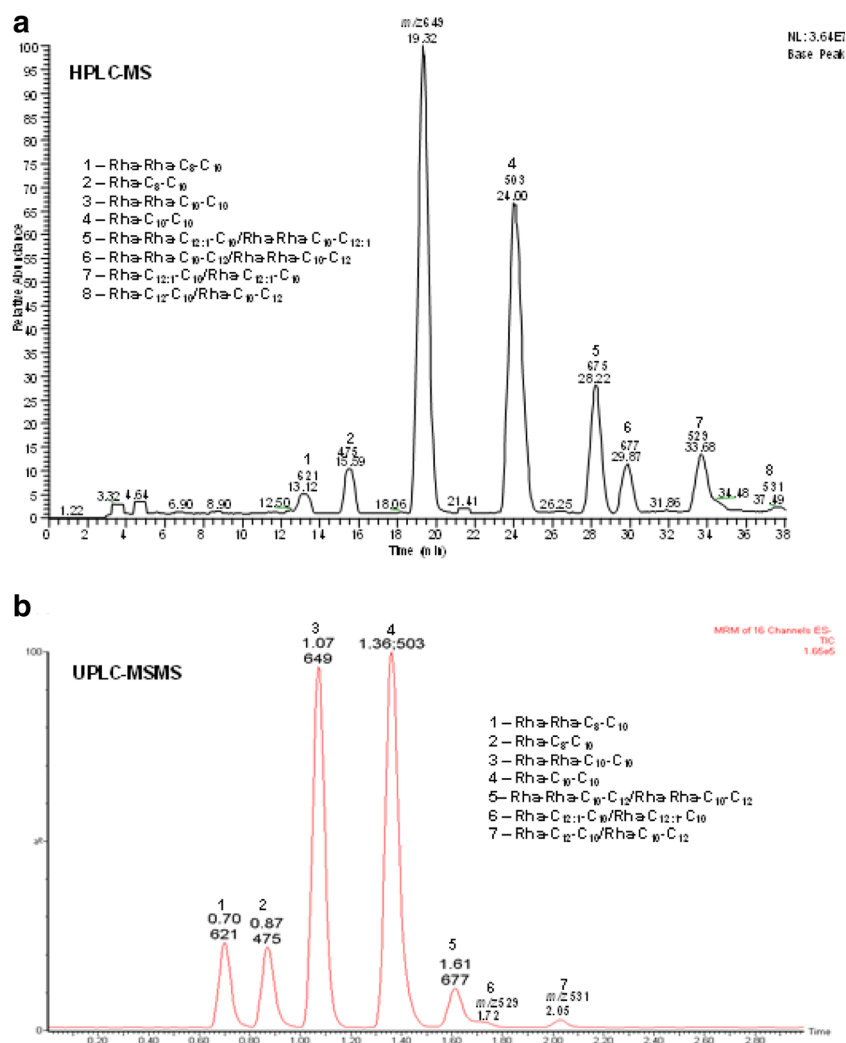 a
m/z 649
19.32
NL: 3.64E7
Base Peak
HPLC-MS
1 – Rha-Rha-C8-C10
2 – Rha-C8-C10
3 – Rha-Rha-C10-C10
4 – Rha-C10-C10
5 – Rha-Rha-C12:1-C10/Rha-Rha-C10-C12:1
6 – Rha-Rha-C10-C12/Rha-Rha-C10-C12
7 – Rha-C12:1-C10/Rha-C12:1-C10
8 – Rha-C12-C10/Rha-C10-C12
4
503
24.00
5
675
28.22
6
677
29.87
7
529
33.68
8
531
37.49
34.48
1
621
13.12
2
475
15.59
1.22
3.32
4.64
6.90
8.90
12.50
18.06
21.41
26.25
31.86
Relative Abundance
100
95
90
85
80
75
70
65
60
55
50
45
40
35
30
25
20
15
10
5
0
0 2 4 6 8 10 12 14 16 18 20 22 24 26 28 30 32 34 36 38
Time (min)
b
UPLC-MSMS
MRM of 16 Channels ES-
TIC
1.65e5
3
1.07
649
4
1.36;503
1 – Rha-Rha-C8-C10
2 – Rha-C8-C10
3 – Rha-Rha-C10-C10
4 – Rha-C10-C10
5– Rha-Rha-C10-C12/Rha-Rha-C10-C12
6 – Rha-C12:1-C10/Rha-C12:1-C10
7 – Rha-C12-C10/Rha-C10-C12
1
0.70
621
2
0.87
475
5
1.61
677
6
m/z 529
1.72
7
m/z 531
2.05
100
%
0
0.20 0.40 0.60 0.80 1.00 1.20 1.40 1.60 1.80 2.00 2.20 2.40 2.60 2.80
Time